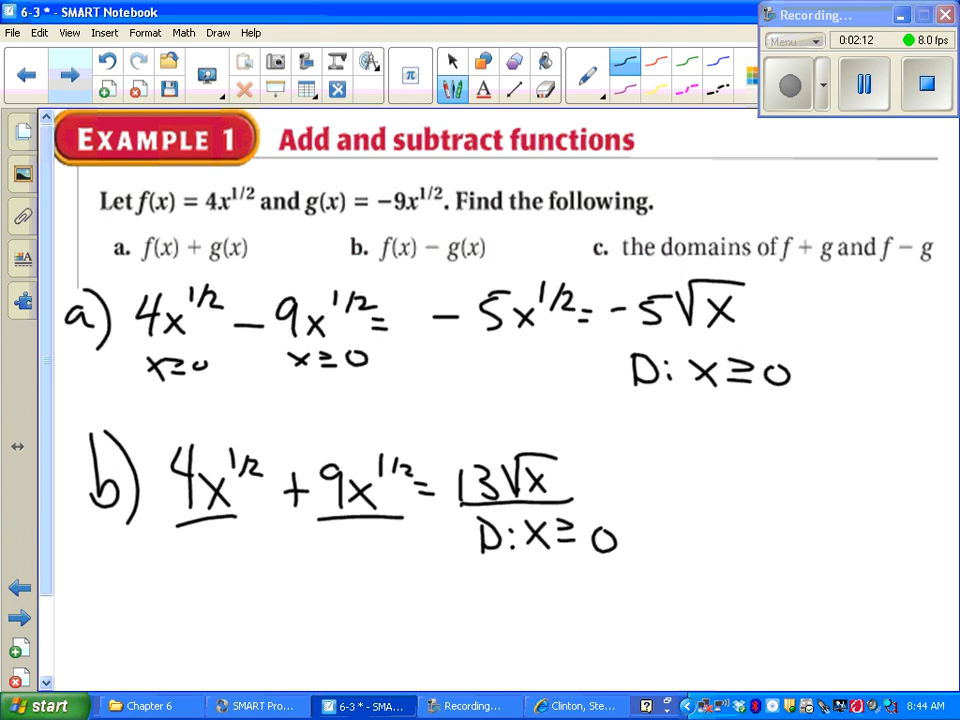 6-3 * - SMART Notebook
Recording...
File Edit View Insert Format Math Draw Help
Menu 00:02:12 8.0 fps
EXAMPLE 1 Add and subtract functions
Let f(x) = 4x^1/2 and g(x) = −9x^1/2. Find the following.
a. f(x) + g(x) b. f(x) − g(x) c. the domains of f + g and f − g
a) 4x^1/2 − 9x^1/2 = −5x^1/2 = −5√x
x≥0 x≥0 D: x≥0
b) 4x^1/2 + 9x^1/2 = 13√x
D: x≥0
start Chapter 6 SMART Pro... 6-3 * - SMA... Recording... Clinton, Ste... 8:44 AM